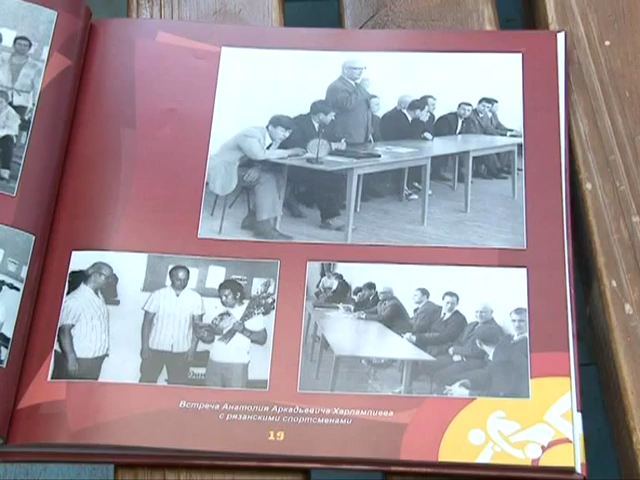 Встреча Анатолия Аркадьевича Харлампиева
с рязанскими спортсменами
19